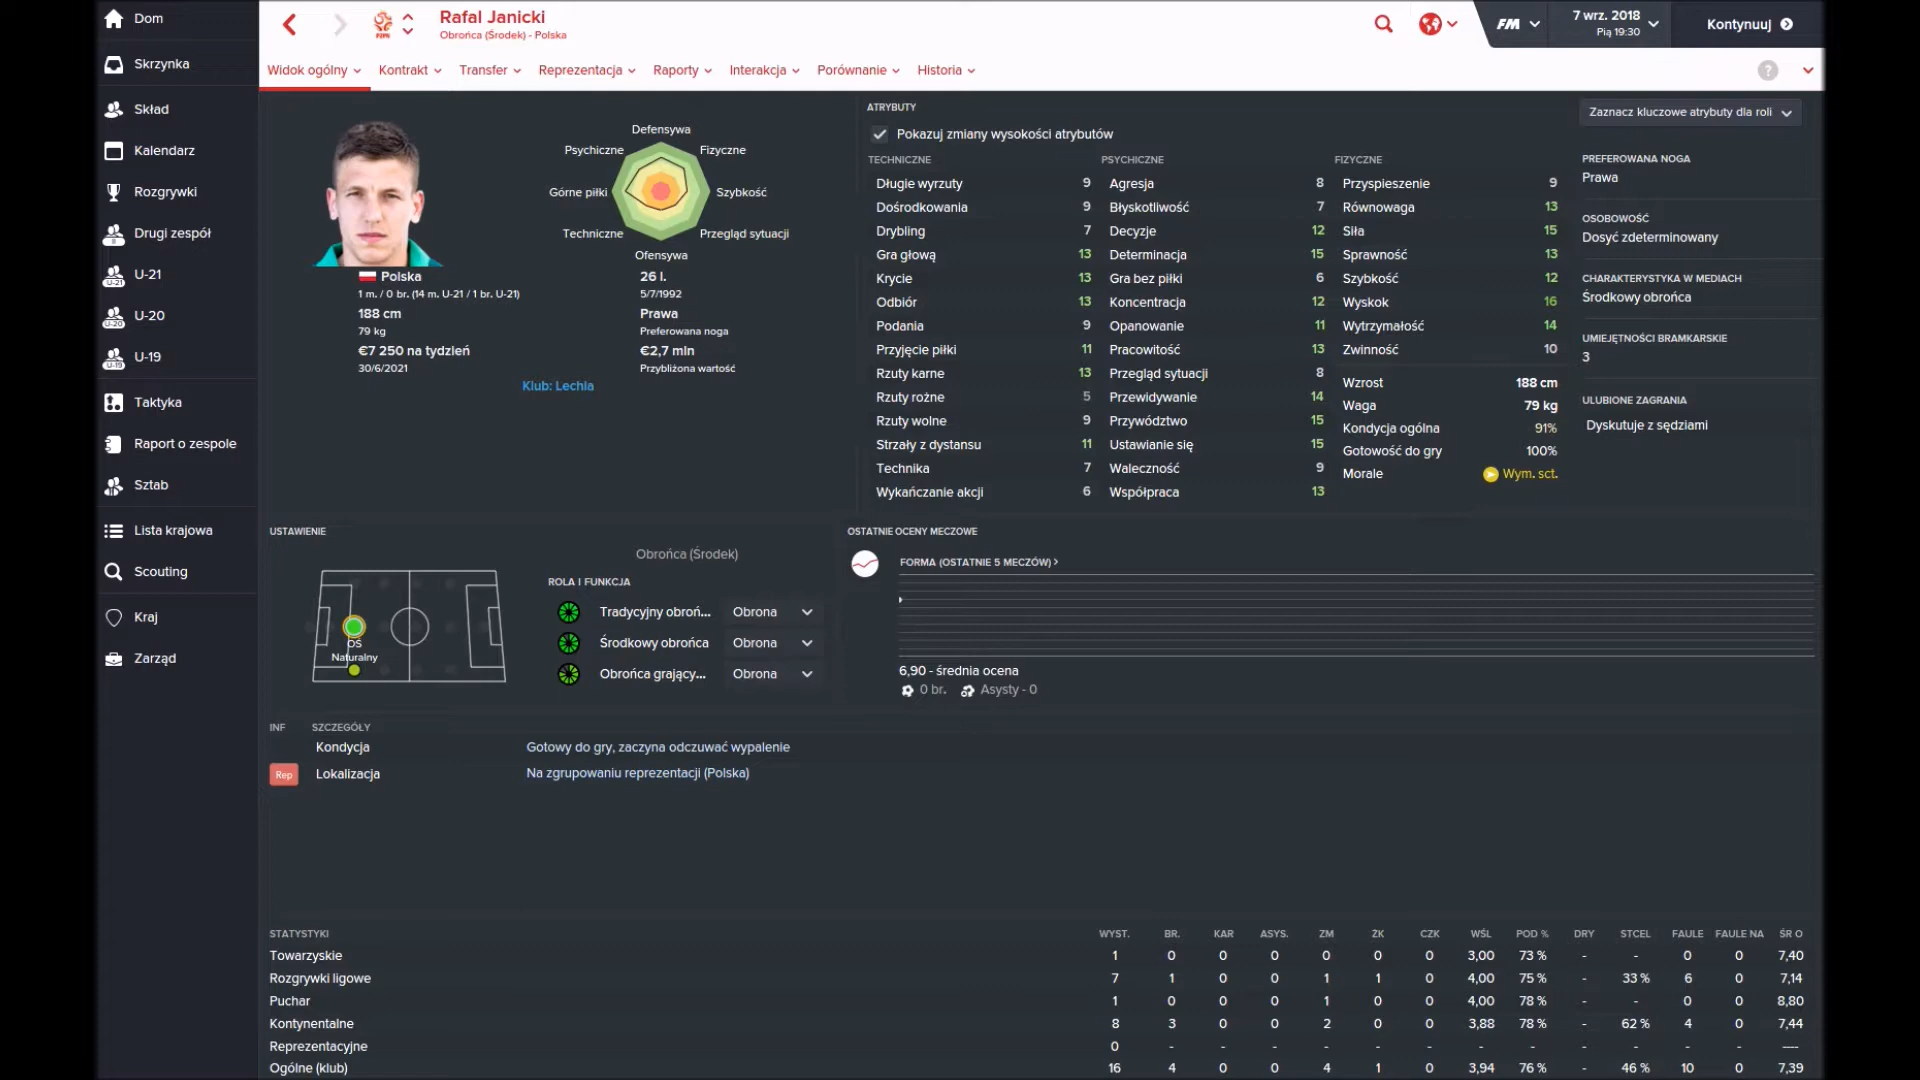 Dom
Skrzynka
Skład
Kalendarz
Rozgrywki
Drugi zespół
U-21
U-20
U-19
Taktyka
Raport o zespole
Sztab
Lista krajowa
Scouting
Kraj
Zarząd
Rafal Janicki
Obrońca (Środek) - Polska
FM
7 wrz. 2018
Pią 19:30
Kontynuuj
Widok ogólny
Kontrakt
Transfer
Reprezentacja
Raporty
Interakcja
Porównanie
Historia
?
Defensywa
Psychiczne
Fizyczne
Górne piłki
Szybkość
Techniczne
Przegląd sytuacji
Ofensywa
Polska
1 m. / 0 br. (14 m. U-21 / 1 br. U-21)
188 cm
79 kg
€7 250 na tydzień
30/6/2021
26 l.
5/7/1992
Prawa
Preferowana noga
€2,7 mln
Przybliżona wartość
Klub: Lechia
ATRYBUTY
Pokazuj zmiany wysokości atrybutów
Zaznacz kluczowe atrybuty dla roli
TECHNICZNE
Długie wyrzuty 9
Dośrodkowania 9
Drybling 7
Gra głową 13
Krycie 13
Odbiór 13
Podania 9
Przyjęcie piłki 11
Rzuty karne 13
Rzuty rożne 5
Rzuty wolne 9
Strzały z dystansu 11
Technika 7
Wykańczanie akcji 6
PSYCHICZNE
Agresja 8
Błyskotliwość 7
Decyzje 12
Determinacja 15
Gra bez piłki 6
Koncentracja 12
Opanowanie 11
Pracowitość 13
Przegląd sytuacji 8
Przewidywanie 14
Przywództwo 15
Ustawianie się 15
Waleczność 9
Współpraca 13
FIZYCZNE
Przyspieszenie 9
Równowaga 13
Siła 15
Sprawność 13
Szybkość 12
Wyskok 16
Wytrzymałość 14
Zwinność 10
Wzrost 188 cm
Waga 79 kg
Kondycja ogólna 91%
Gotowość do gry 100%
Morale Wym. sct.
PREFEROWANA NOGA
Prawa
OSOBOWOŚĆ
Dosyć zdeterminowany
CHARAKTERYSTYKA W MEDIACH
Środkowy obrońca
UMIEJĘTNOŚCI BRAMKARSKIE
3
ULUBIONE ZAGRANIA
Dyskutuje z sędziami
USTAWIENIE
OŚ
Naturalny
Obrońca (Środek)
ROLA I FUNKCJA
Tradycyjny obroń... Obrona
Środkowy obrońca Obrona
Obrońca grający... Obrona
OSTATNIE OCENY MECZOWE
FORMA (OSTATNIE 5 MECZÓW) >
6,90 - średnia ocena
0 br. Asysty - 0
INF SZCZEGÓŁY
Kondycja Gotowy do gry, zaczyna odczuwać wypalenie
Rep Lokalizacja Na zgrupowaniu reprezentacji (Polska)
STATYSTYKI WYST. BR. KAR ASYS. ZM ŻK CZK WŚL POD % DRY STCEL FAULE FAULE NA ŚR O
Towarzyskie 1 0 0 0 0 0 0 3,00 73 % - - 0 0 7,40
Rozgrywki ligowe 7 1 0 0 1 1 0 4,00 75 % - 33 % 6 0 7,14
Puchar 1 0 0 0 1 0 0 4,00 78 % - - 0 0 8,80
Kontynentalne 8 3 0 0 2 0 0 3,88 78 % - 62 % 4 0 7,44
Reprezentacyjne 0 - - - - - - - - - - - - ----
Ogólne (klub) 16 4 0 0 4 1 0 3,94 76 % - 46 % 10 0 7,39